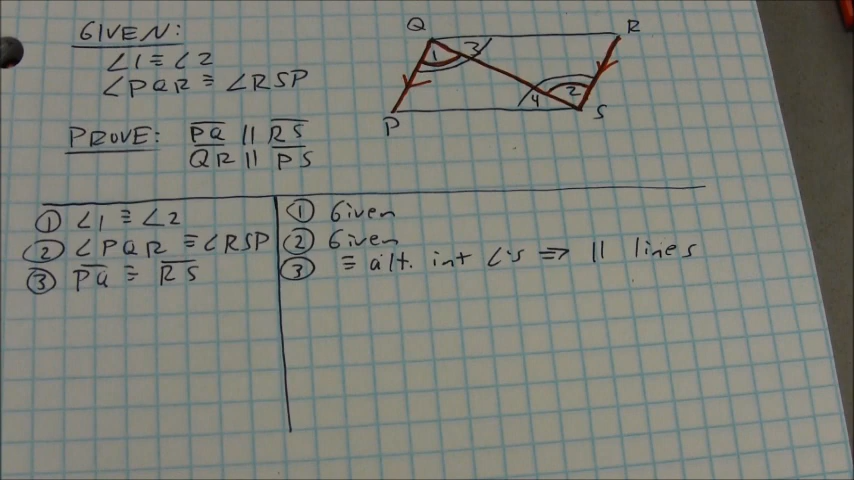 GIVEN:
∠1 ≅ ∠2
∠PQR ≅ ∠RSP
PROVE: PQ || RS
QR || PS
Q R
1 3
4 2
P S
① ∠1 ≅ ∠2 ① Given
② ∠PQR ≅ ∠RSP ② Given
③ PQ ≅ RS ③ ≅ alt. int ∠'s ⇒ || lines